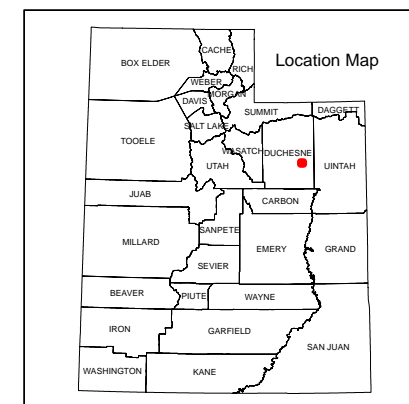 Location Map
BOX ELDER
CACHE
RICH
WEBER
MORGAN
DAVIS
SUMMIT
DAGGETT
SALT LAKE
TOOELE
WASATCH
DUCHESNE
UTAH
UINTAH
JUAB
CARBON
SANPETE
MILLARD
EMERY
GRAND
SEVIER
BEAVER
PIUTE
WAYNE
IRON
GARFIELD
SAN JUAN
WASHINGTON
KANE